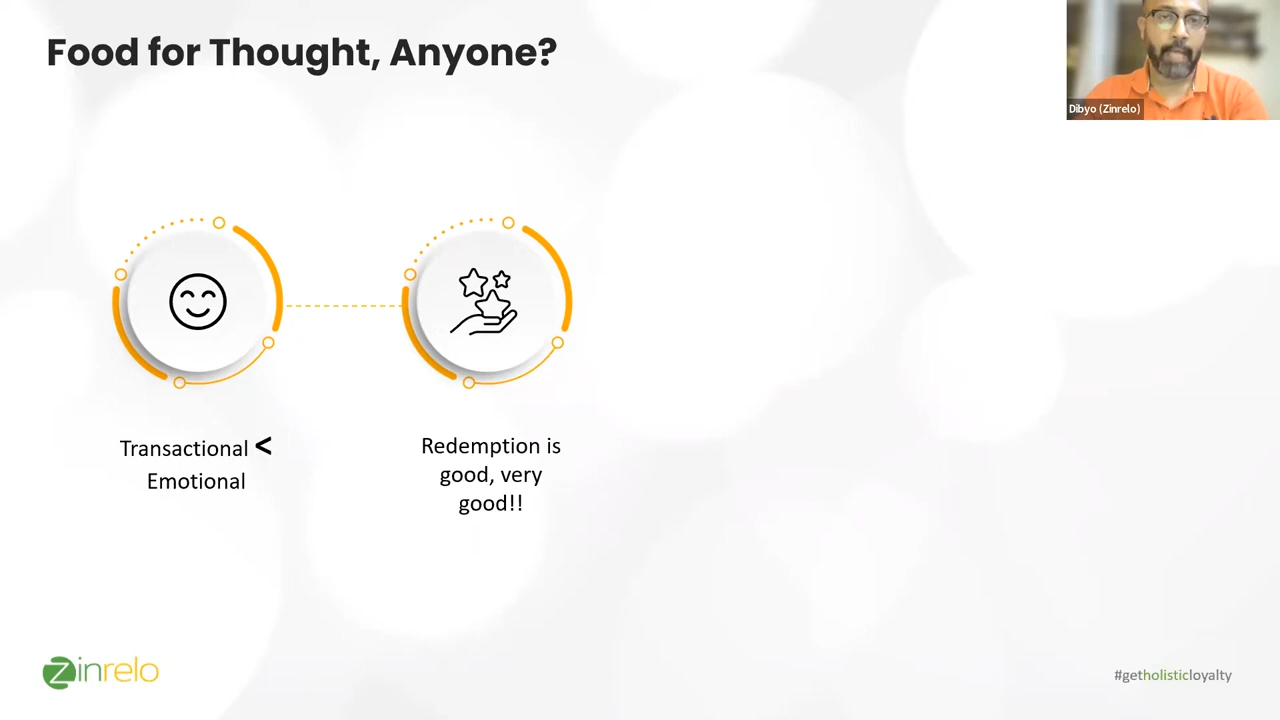 Food for Thought, Anyone?
Dibyo (Zinrelo)
Transactional <
Emotional
Redemption is
good, very
good!!
zinrelo
#getholisticloyalty